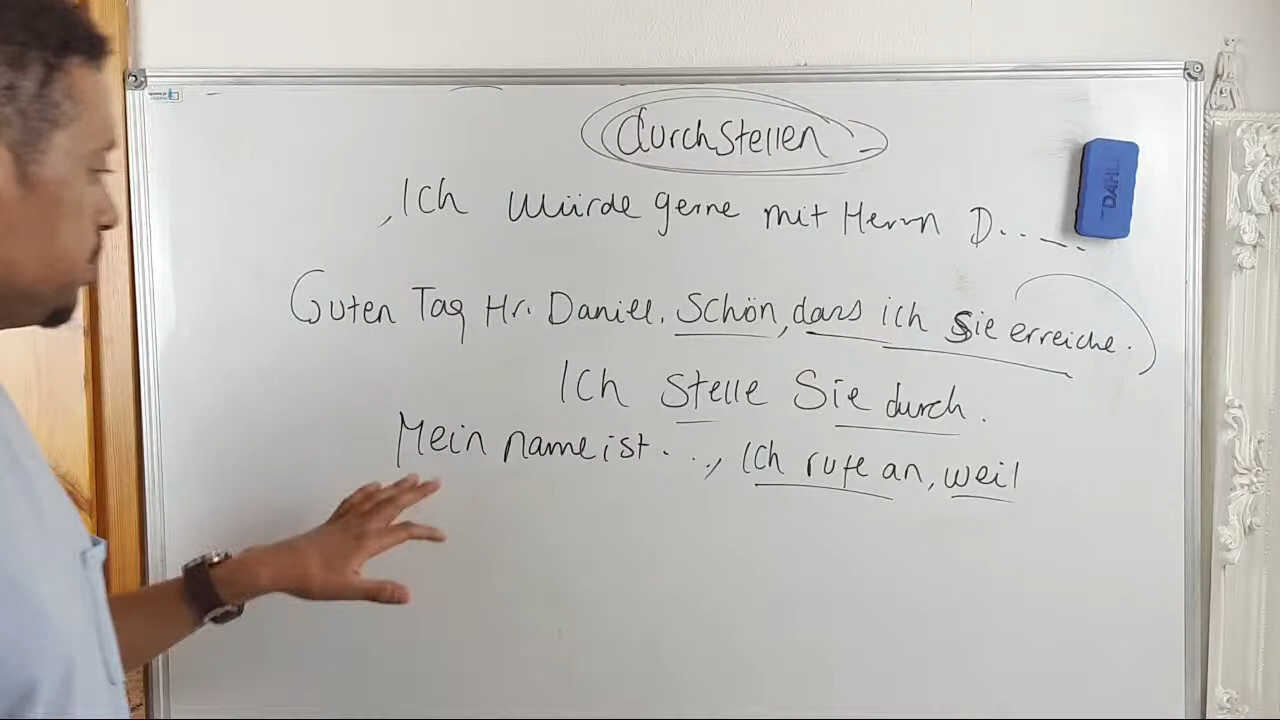 durchstellen
, Ich würde gerne mit Herrn D.....
Guten Tag Hr. Daniel. Schön, dass ich Sie erreiche.
Ich stelle Sie durch.
Mein name ist ..., Ich rufe an, weil
DAHLE